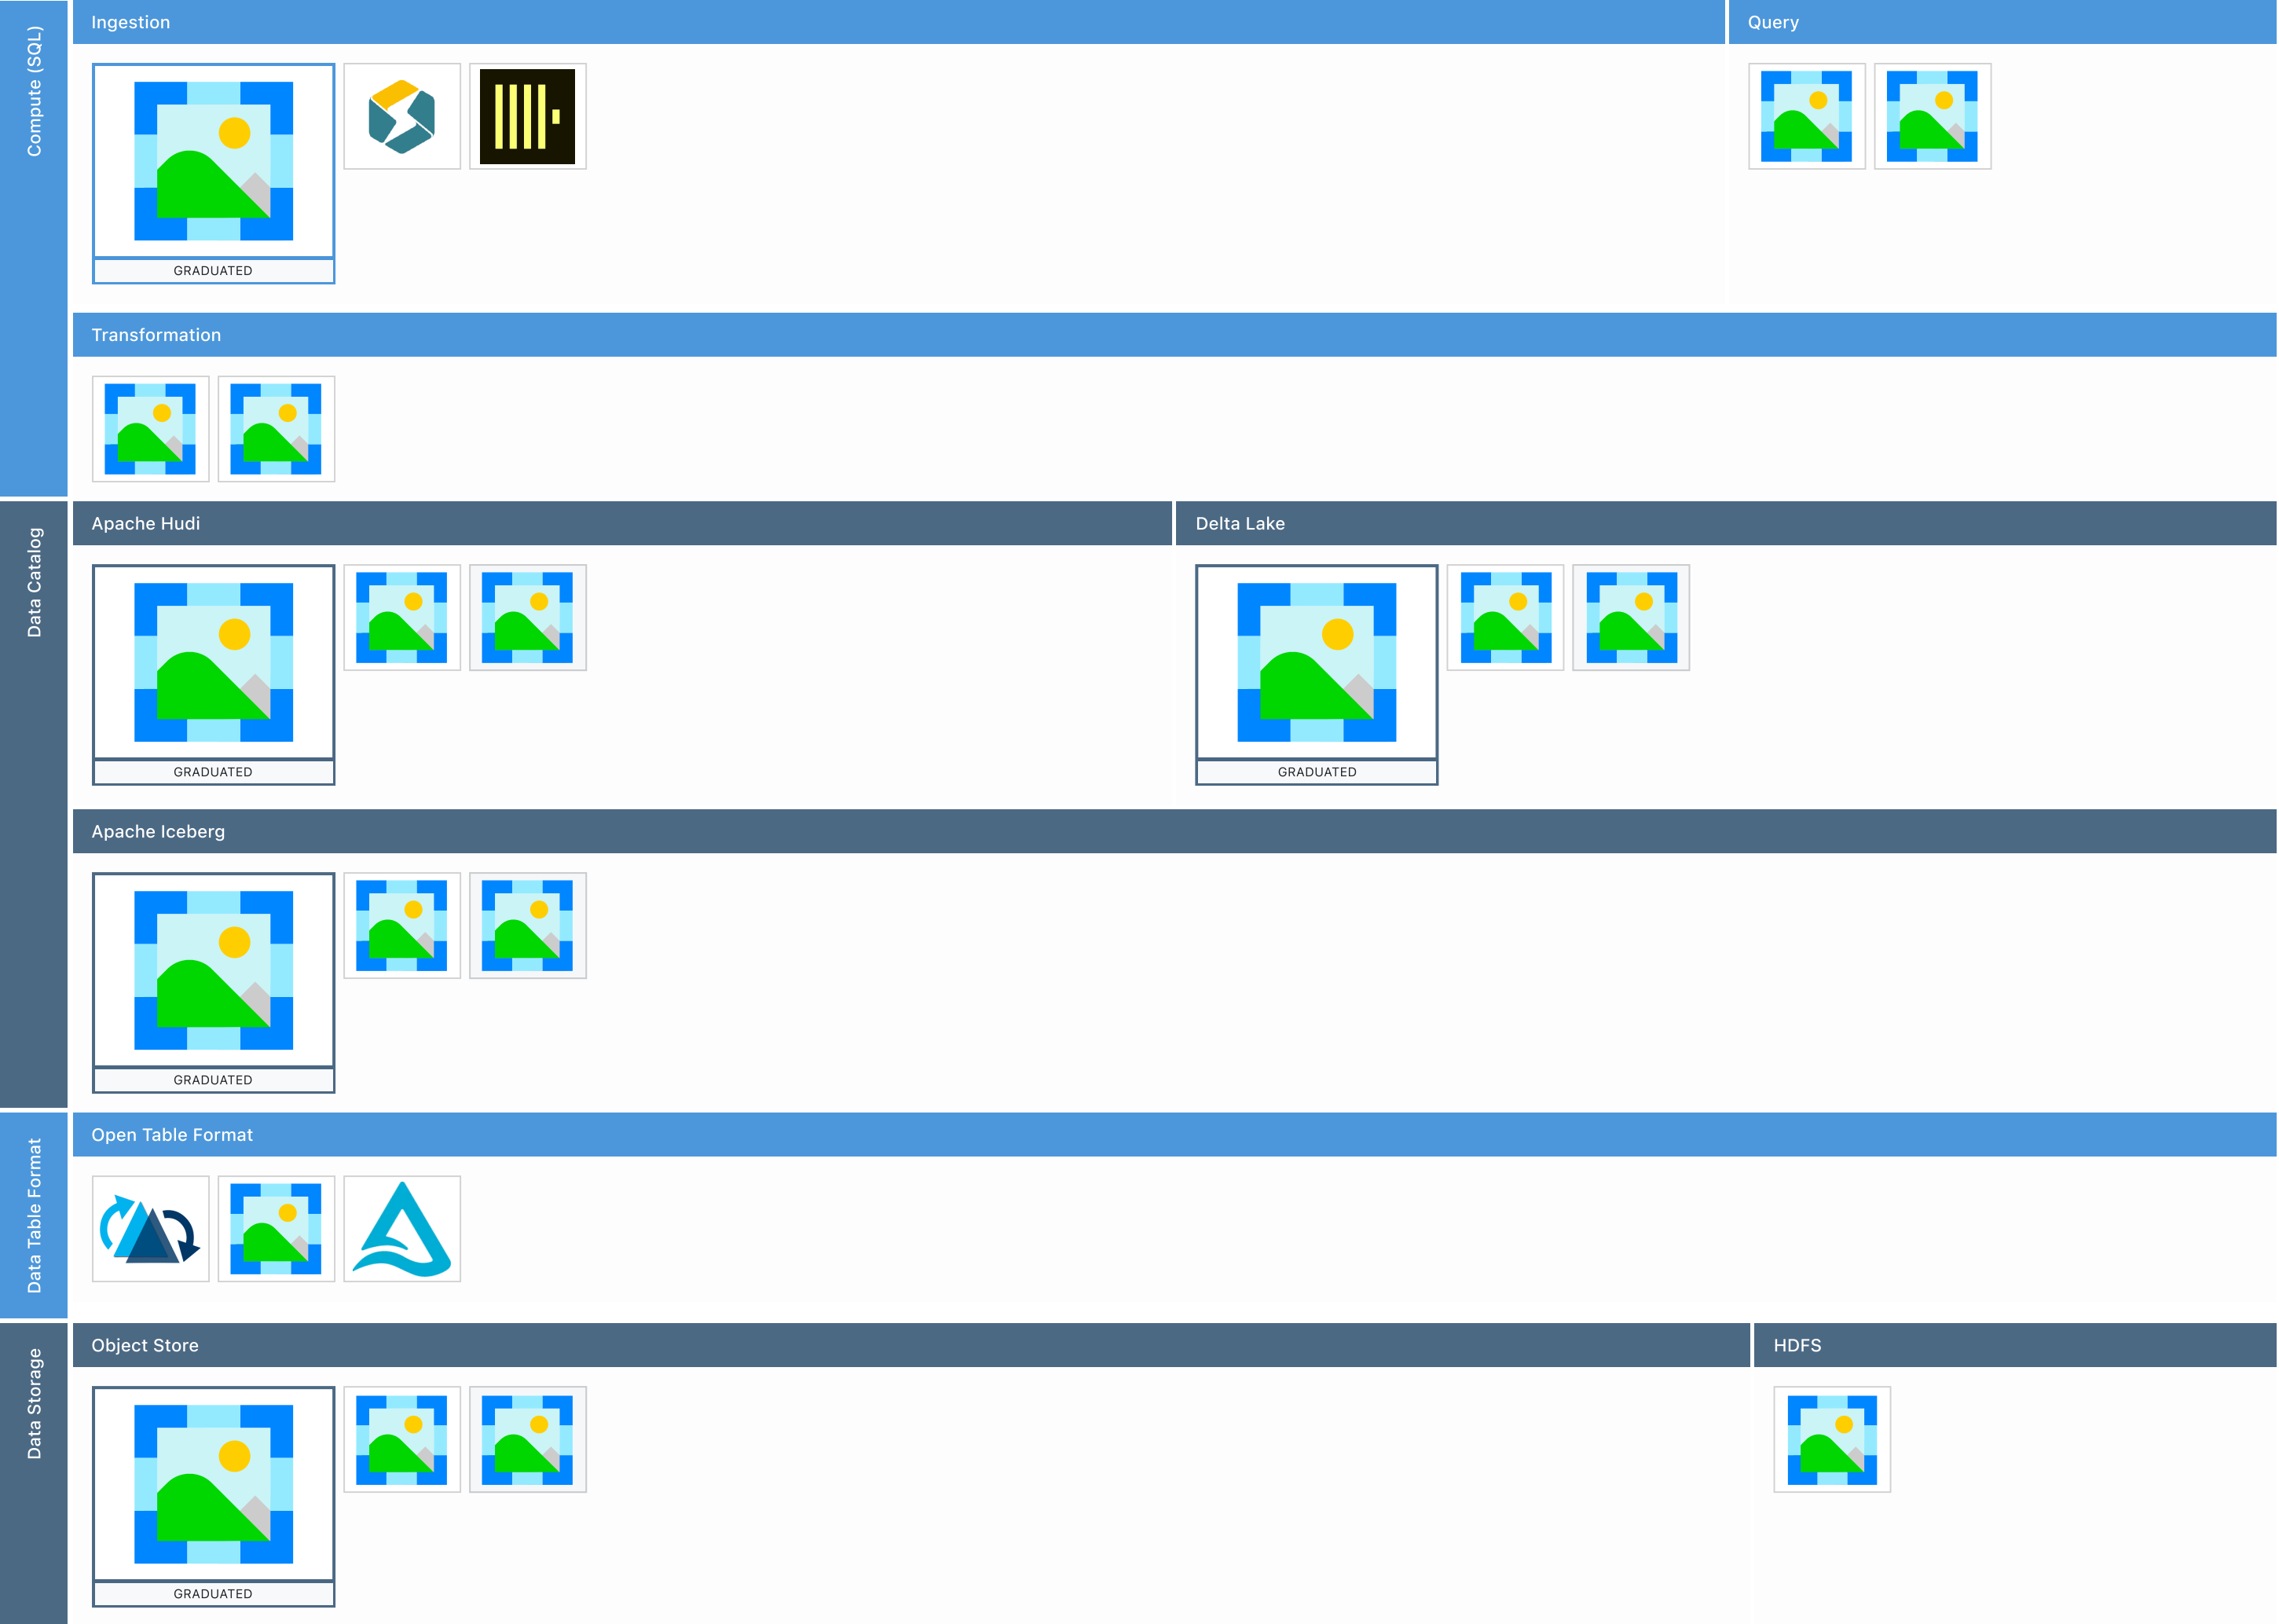 Compute (SQL)
Ingestion
Query
GRADUATED
Transformation
Data Catalog
Apache Hudi
Delta Lake
GRADUATED
GRADUATED
Apache Iceberg
GRADUATED
Data Table Format
Open Table Format
Data Storage
Object Store
HDFS
GRADUATED